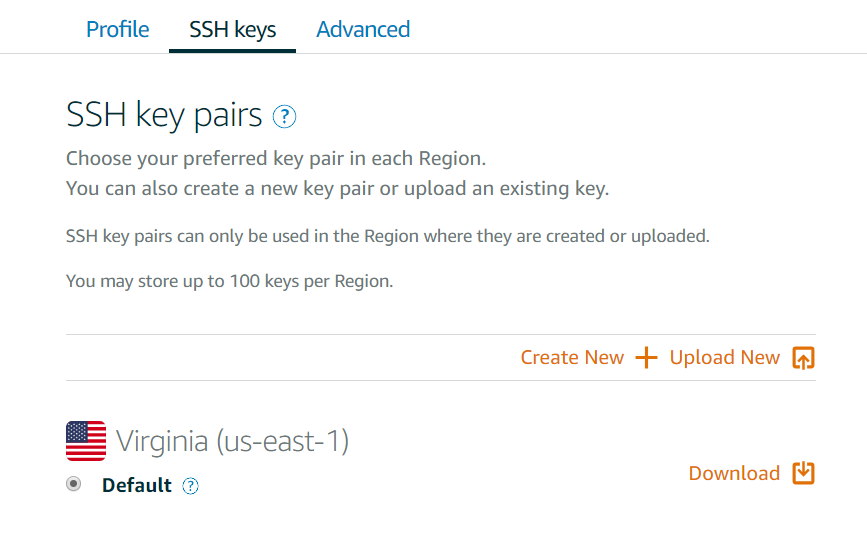 Profile SSH keys Advanced
SSH key pairs ?
Choose your preferred key pair in each Region.
You can also create a new key pair or upload an existing key.
SSH key pairs can only be used in the Region where they are created or uploaded.
You may store up to 100 keys per Region.
Create New Upload New
Virginia (us-east-1)
Default ? Download